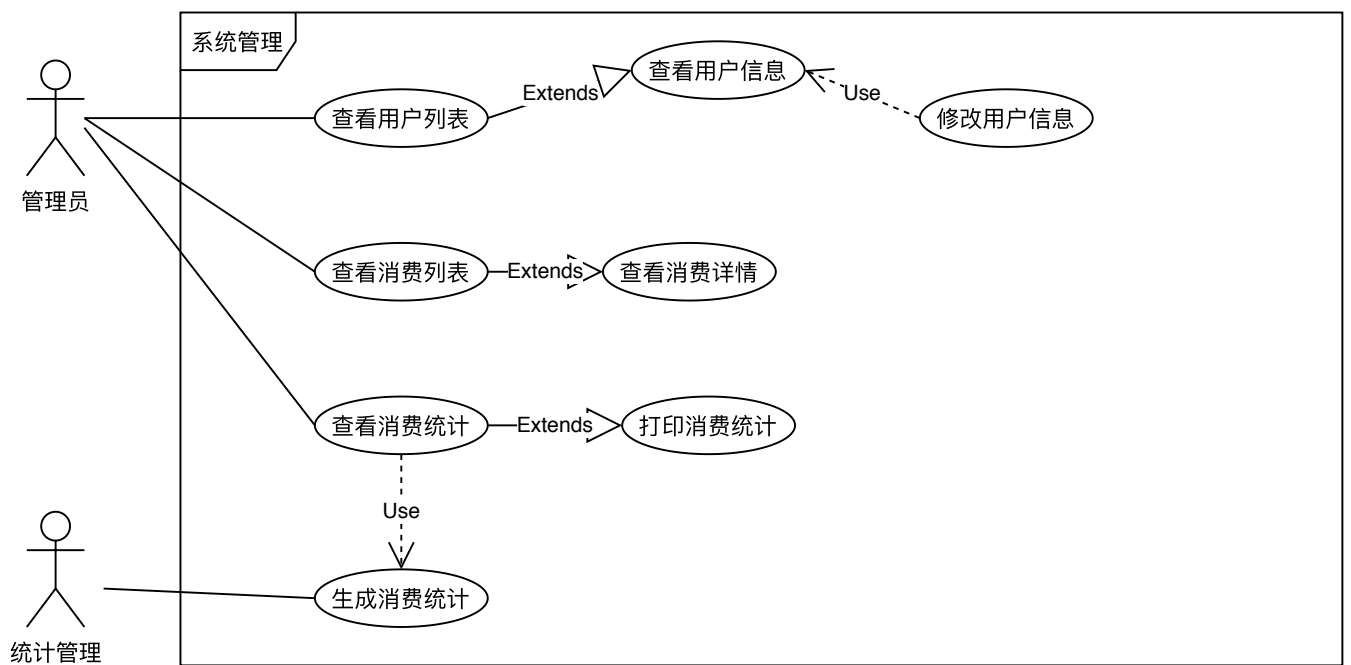 系统管理
查看用户信息
Extends
Use
查看用户列表
修改用户信息
管理员
查看消费列表
Extends
查看消费详情
查看消费统计
Extends
打印消费统计
Use
生成消费统计
统计管理